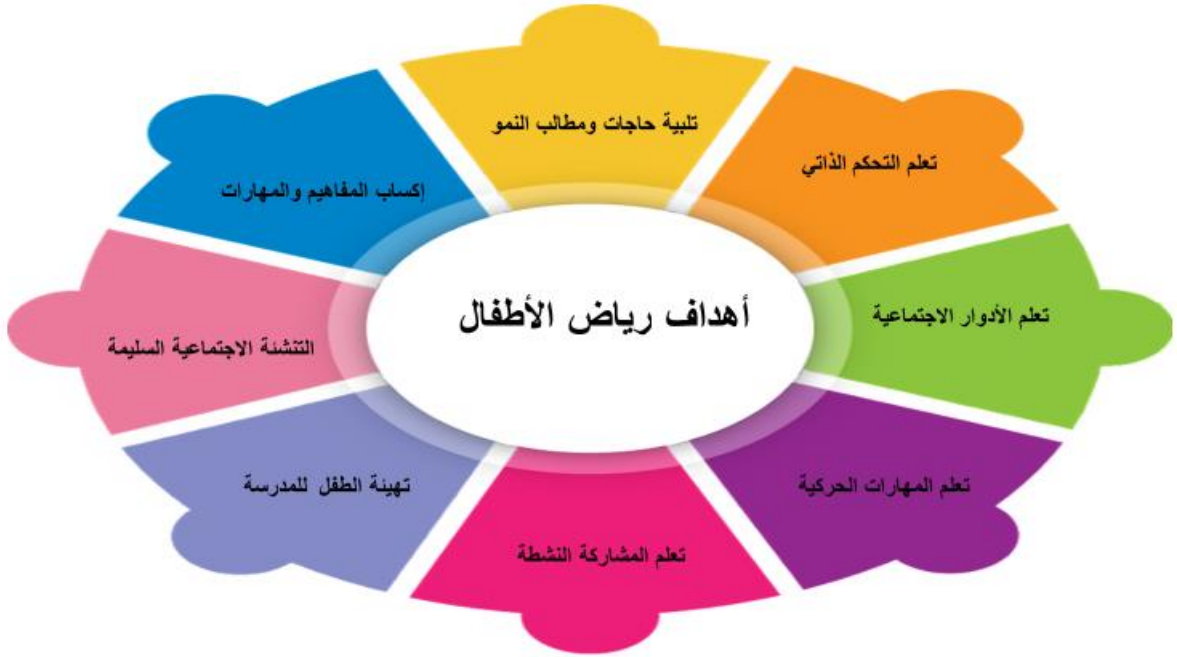 أهداف رياض الأطفال
تلبية حاجات ومطالب النمو
تعلم التحكم الذاتي
تعلم الأدوار الاجتماعية
تعلم المهارات الحركية
تعلم المشاركة النشطة
تهيئة الطفل للمدرسة
التنشئة الاجتماعية السليمة
إكساب المفاهيم والمهارات